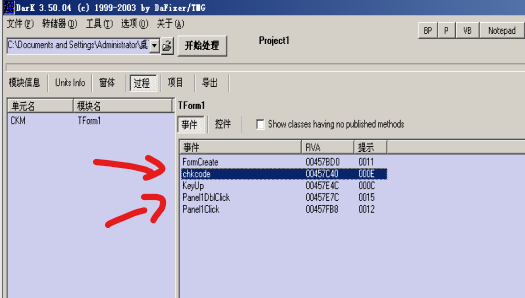 DarK 3.50.04 (c) 1999-2003 by DaFixer/TMG
文件(F) 转储器(D) 工具(T) 选项(O) 关于(A)
BP P VB Notepad
C:\Documents and Settings\Administrator\桌 开始处理 Project1
模块信息 Units Info 窗体 过程 项目 导出
单元名 模块名
CKM TForm1
TForm1
事件 控件 Show classes having no published methods
事件 RVA 提示
FormCreate 00457BD0 0011
chkcode 00457C40 000E
KeyUp 00457E4C 000C
Panel1DblClick 00457E7C 0015
Panel1Click 00457FB8 0012